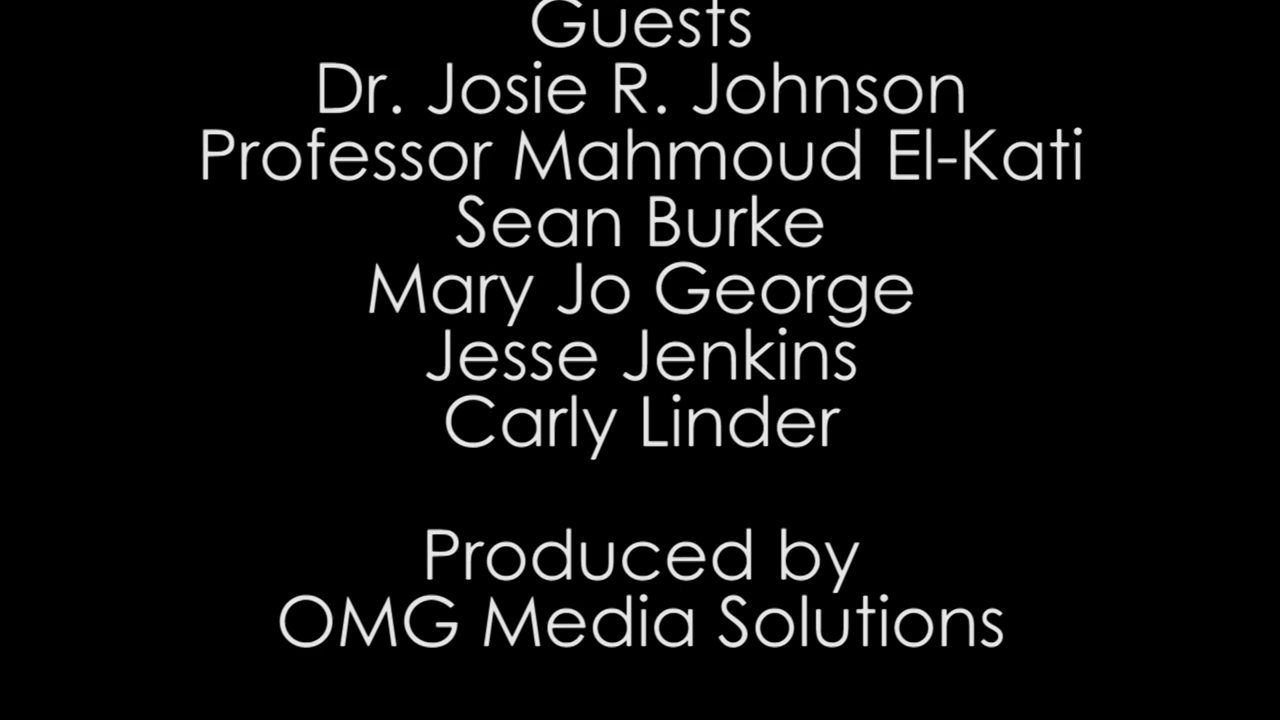 Guests
Dr. Josie R. Johnson
Professor Mahmoud El-Kati
Sean Burke
Mary Jo George
Jesse Jenkins
Carly Linder
Produced by
OMG Media Solutions